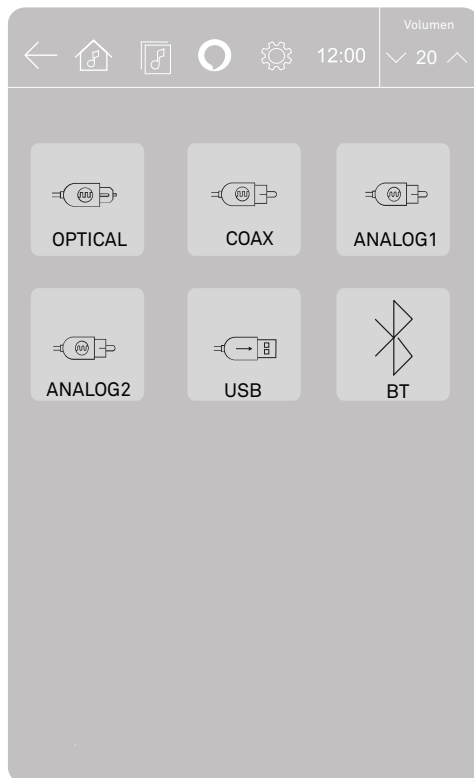 Volumen
12:00
20
OPTICAL
COAX
ANALOG1
ANALOG2
USB
BT